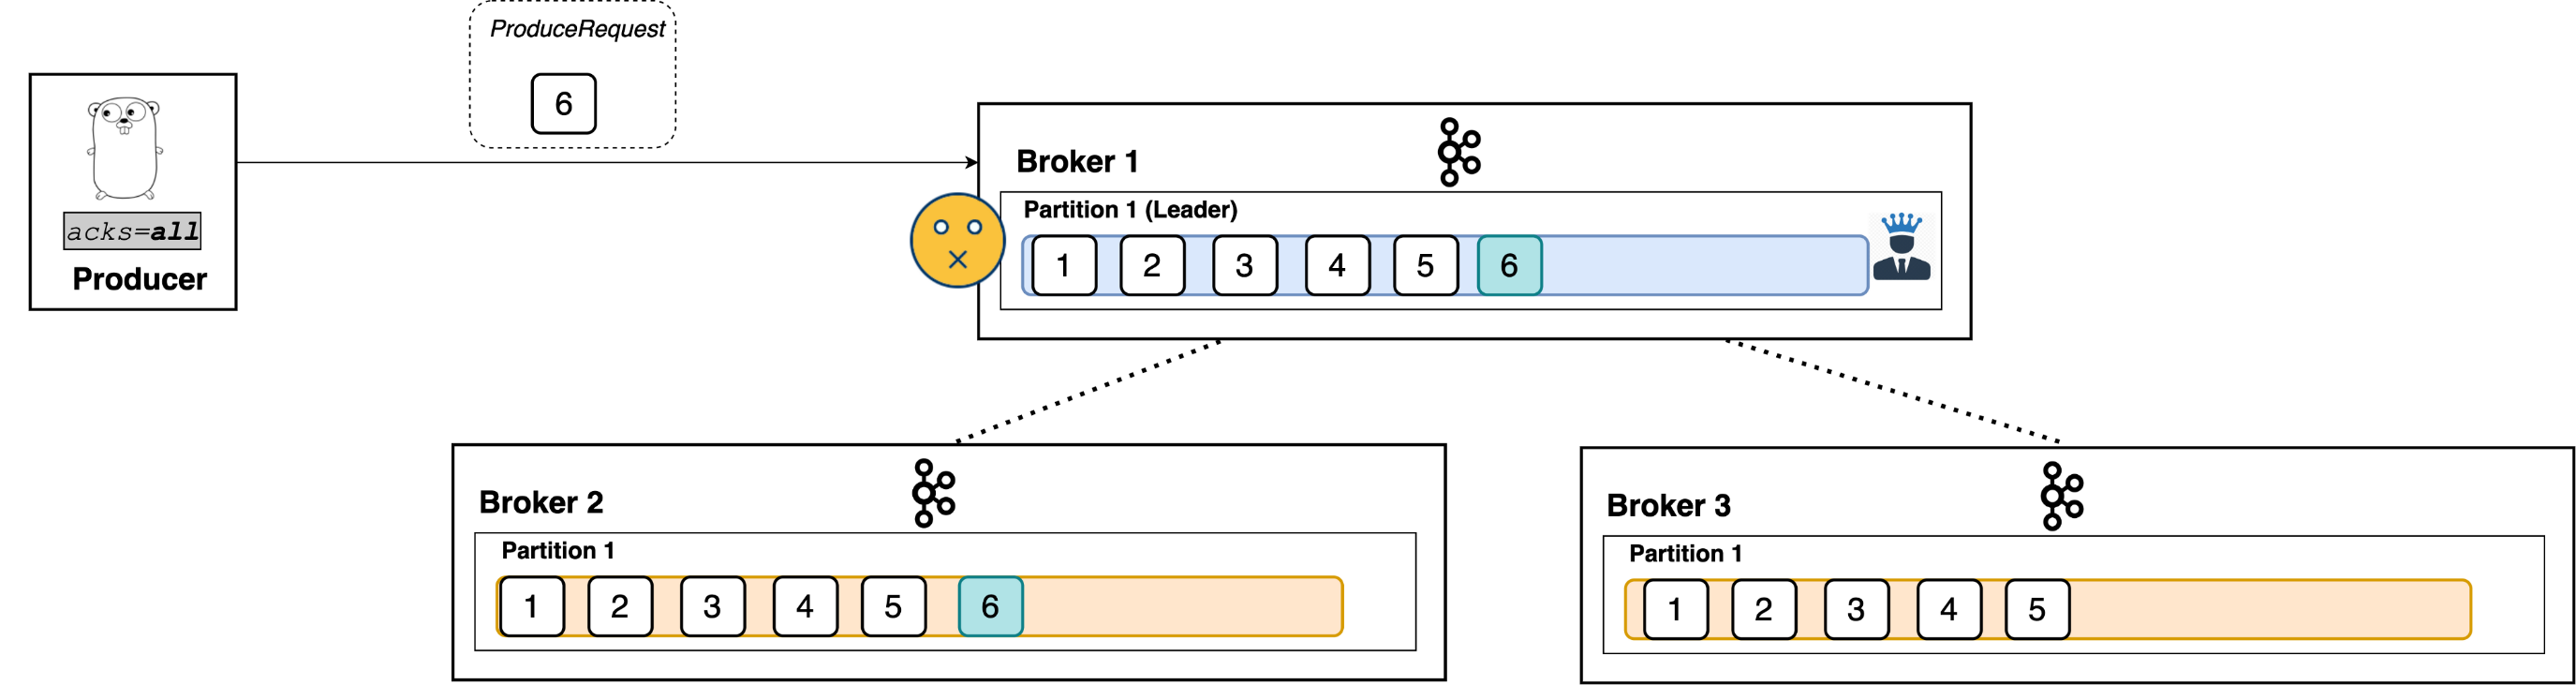 ProduceRequest
6
acks=all
Producer
Broker 1
Partition 1 (Leader)
1 2 3 4 5 6
Broker 2
Partition 1
1 2 3 4 5 6
Broker 3
Partition 1
1 2 3 4 5